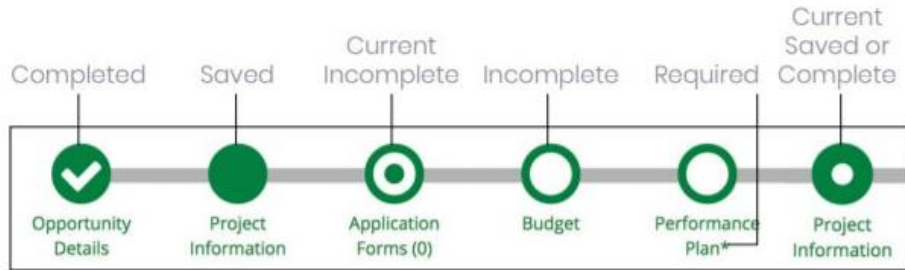 Completed
Saved
Current
Incomplete
Incomplete
Required
Current
Saved or
Complete
Opportunity
Details
Project
Information
Application
Forms (0)
Budget
Performance
Plan*
Project
Information